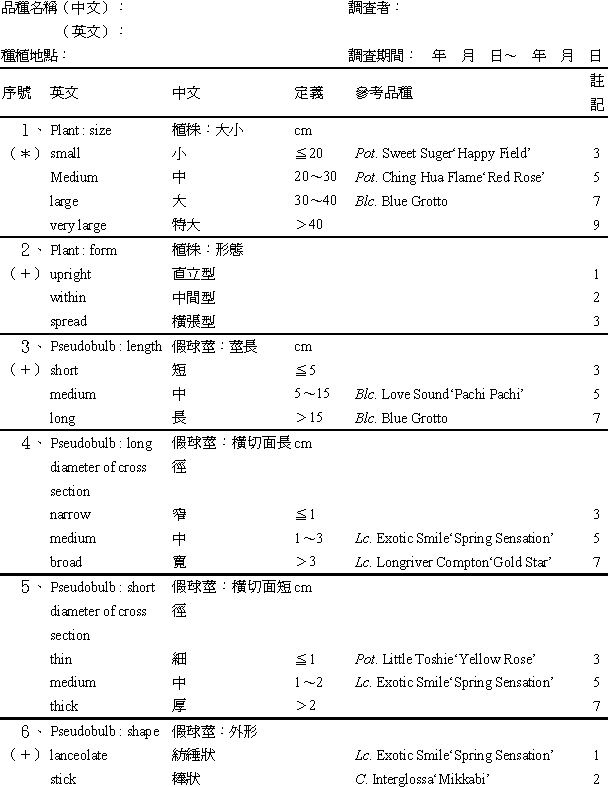 品種名稱（中文）： 調查者：
（英文）：
種植地點： 調查期間： 年 月 日～ 年 月 日
序號 英文 中文 定義 參考品種 註記
1、 Plant : size 植株：大小 cm
（*） small 小 ≦20 Pot. Sweet Suger‘Happy Field’ 3
Medium 中 20～30 Pot. Ching Hua Flame‘Red Rose’ 5
large 大 30～40 Blc. Blue Grotto 7
very large 特大 ＞40 9
2、 Plant : form 植株：形態
（+） upright 直立型 1
within 中間型 2
spread 橫張型 3
3、 Pseudobulb : length 假球莖：莖長 cm
（+） short 短 ≦5 3
medium 中 5～15 Blc. Love Sound‘Pachi Pachi’ 5
long 長 ＞15 Blc. Blue Grotto 7
4、 Pseudobulb : long 假球莖：橫切面長 cm
diameter of cross 徑
section
narrow 窄 ≦1 3
medium 中 1～3 Lc. Exotic Smile‘Spring Sensation’ 5
broad 寬 ＞3 Lc. Longriver Compton‘Gold Star’ 7
5、 Pseudobulb : short 假球莖：橫切面短 cm
diameter of cross 徑
section
thin 細 ≦1 Pot. Little Toshie‘Yellow Rose’ 3
medium 中 1～2 Lc. Exotic Smile‘Spring Sensation’ 5
thick 厚 ＞2 7
6、 Pseudobulb : shape 假球莖：外形
（+） lanceolate 紡錘狀 Lc. Exotic Smile‘Spring Sensation’ 1
stick 棒狀 C. Interglossa‘Mikkabi’ 2